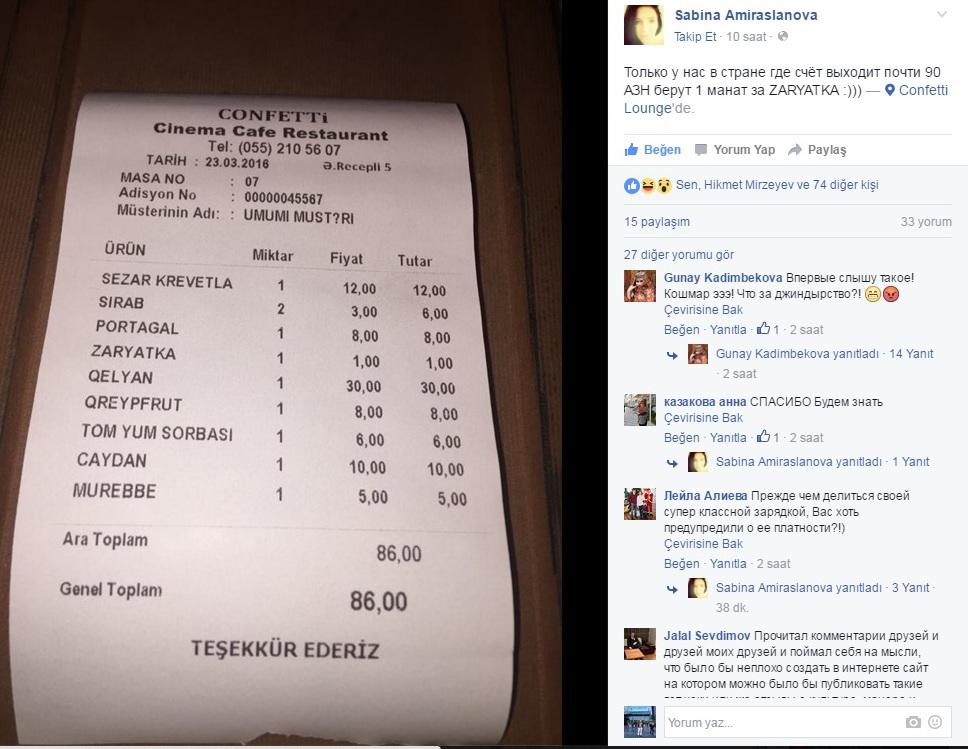 CONFETTi
Cinema Cafe Restaurant
Tel: (055) 210 56 07
TARİH : 23.03.2016 Ə.Recepli 5
MASA NO : 07
Adisyon No : 00000045567
Müsterinin Adı: : UMUMI MUST?RI
ÜRÜN Miktar Fiyat Tutar
SEZAR KREVETLA 1 12,00 12,00
SIRAB 2 3,00 6,00
PORTAGAL 1 8,00 8,00
ZARYATKA 1 1,00 1,00
QELYAN 1 30,00 30,00
QREYPFRUT 1 8,00 8,00
TOM YUM SORBASI 1 6,00 6,00
CAYDAN 1 10,00 10,00
MUREBBE 1 5,00 5,00
Ara Toplam 86,00
Genel Toplam 86,00
TEŞEKKÜR EDERİZ
Sabina Amiraslanova
Takip Et · 10 saat ·
Только у нас в стране где счёт выходит почти 90
АЗН берут 1 манат за ZARYATKA :))) — Confetti
Lounge'de.
Beğen Yorum Yap Paylaş
Sen, Hikmet Mirzeyev ve 74 diğer kişi
15 paylaşım 33 yorum
27 diğer yorumu gör
Gunay Kadimbekova Впервые слышу такое!
Кошмар эээ! Что за джиндырство?! 😁😡
Çevirisine Bak
Beğen · Yanıtla · 1 · 2 saat
Gunay Kadimbekova yanıtladı · 14 Yanıt
· 2 saat
казакова анна СПАСИБО Будем знать
Çevirisine Bak
Beğen · Yanıtla · 1 · 2 saat
Sabina Amiraslanova yanıtladı · 1 Yanıt
Лейла Алиева Прежде чем делиться своей
супер классной зарядкой, Вас хоть
предупредили о ее платности?!)
Çevirisine Bak
Beğen · Yanıtla · 2 saat
Sabina Amiraslanova yanıtladı · 3 Yanıt ·
38 dk.
Jalal Sevdimov Прочитал комментарии друзей и
друзей моих друзей и поймал себя на мысли,
что было бы неплохо создать в интернете сайт
на котором можно было бы публиковать такие
Yorum yaz...